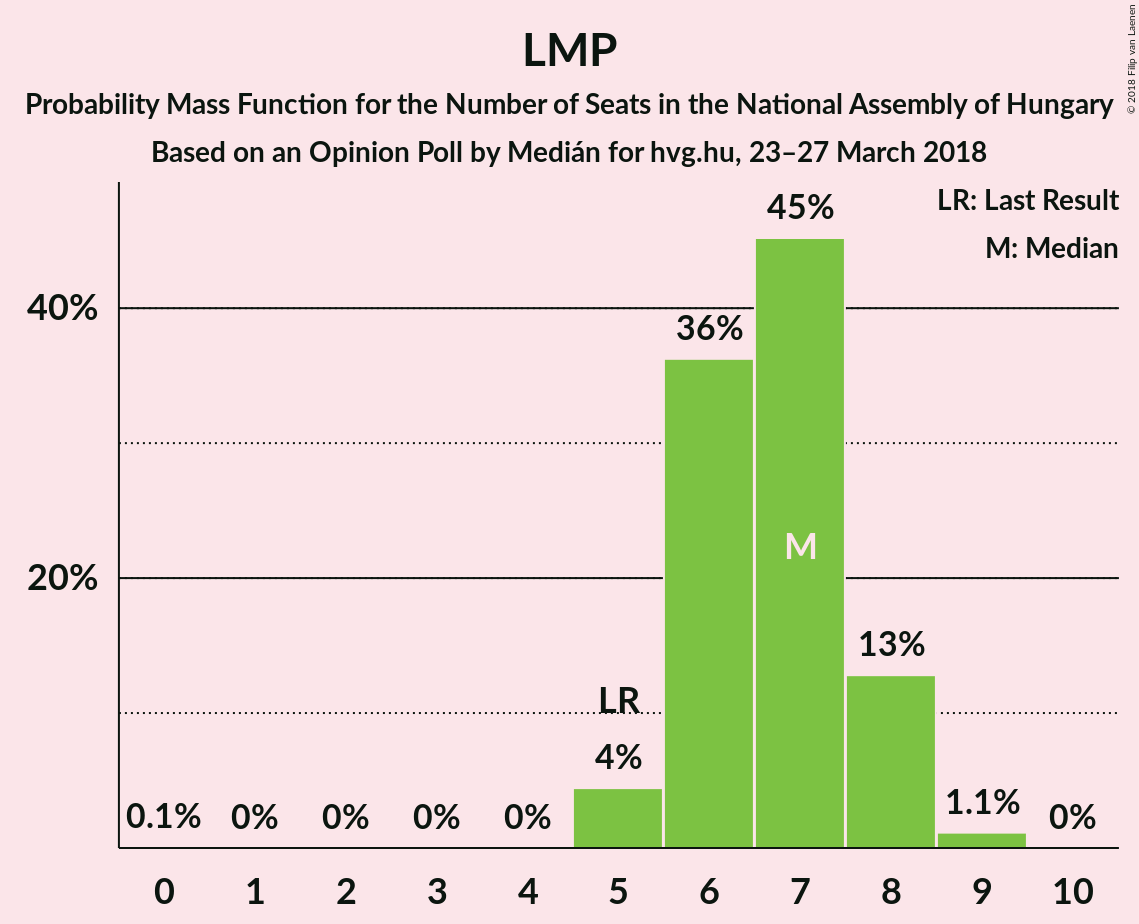 LMP
Probability Mass Function for the Number of Seats in the National Assembly of Hungary
Based on an Opinion Poll by Medián for hvg.hu, 23–27 March 2018
© 2018 Filip van Laenen
LR: Last Result
M: Median
45%
40%
36%
M
20%
13%
LR
4%
0.1% 0% 0% 0% 0% 1.1% 0%
0 1 2 3 4 5 6 7 8 9 10